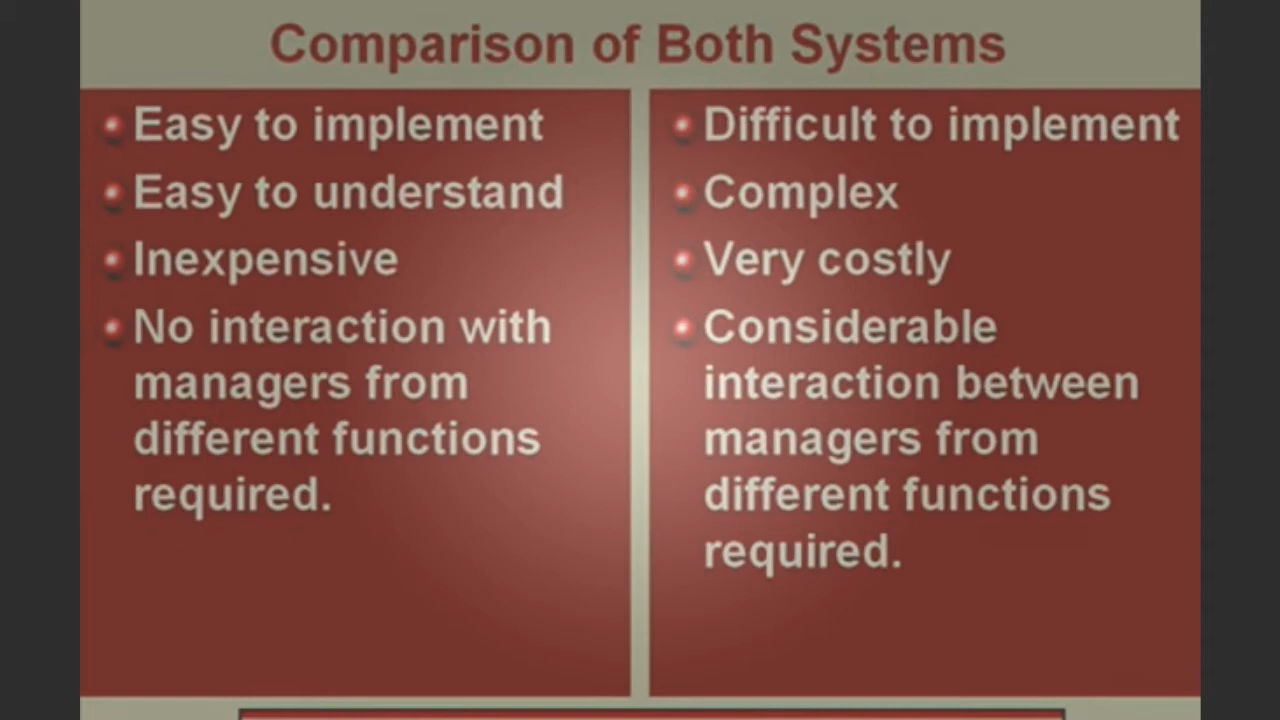 Comparison of Both Systems
Easy to implement
Easy to understand
Inexpensive
No interaction with
managers from
different functions
required.
Difficult to implement
Complex
Very costly
Considerable
interaction between
managers from
different functions
required.